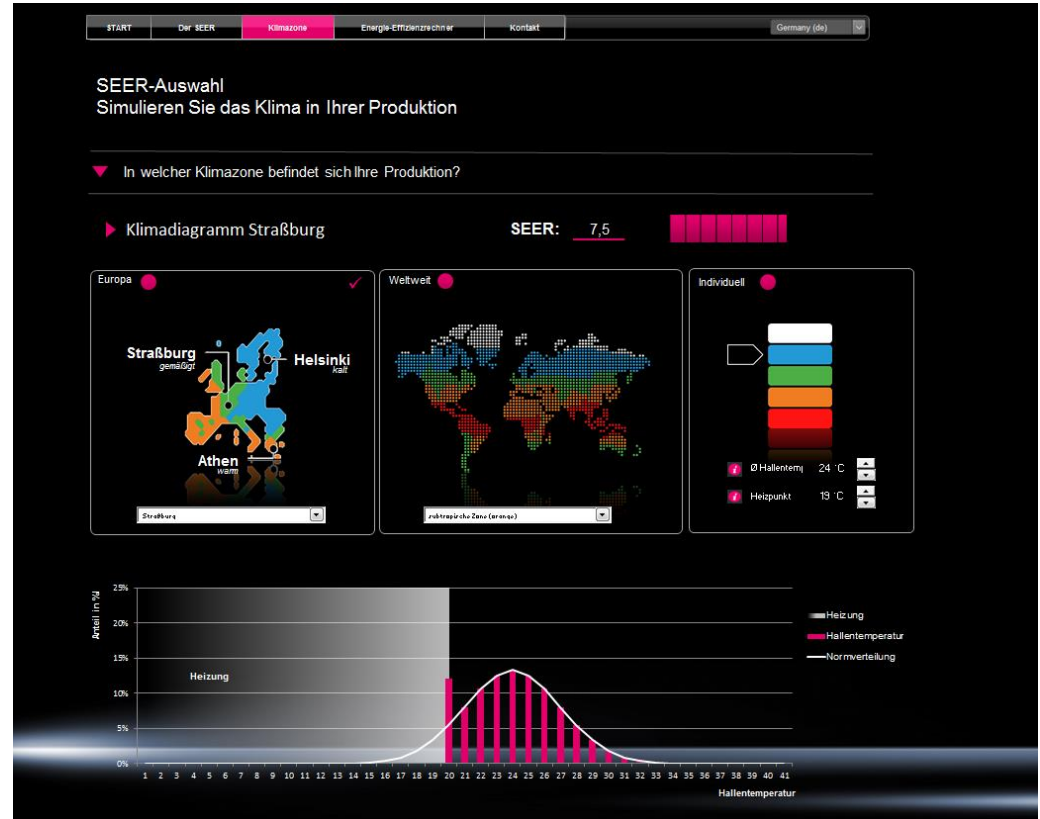 START Der SEER Klimazone Energie-Effizienzrechner Kontakt Germany (de)
SEER-Auswahl
Simulieren Sie das Klima in Ihrer Produktion
In welcher Klimazone befindet sich Ihre Produktion?
Klimadiagramm Straßburg SEER: 7,5
Europa Weltweit Individuell
Straßburg
gemäßigt
Helsinki
kalt
Athen
warm
Ø Hallentemp 24 °C
Heizpunkt 19 °C
Straßburg
subtropische Zone (orange)
Anteil in %
25%
20%
15%
10%
5%
0%
Heizung
Heizung
Hallentemperatur
Normverteilung
1 2 3 4 5 6 7 8 9 10 11 12 13 14 15 16 17 18 19 20 21 22 23 24 25 26 27 28 29 30 31 32 33 34 35 36 37 38 39 40 41
Hallentemperatur